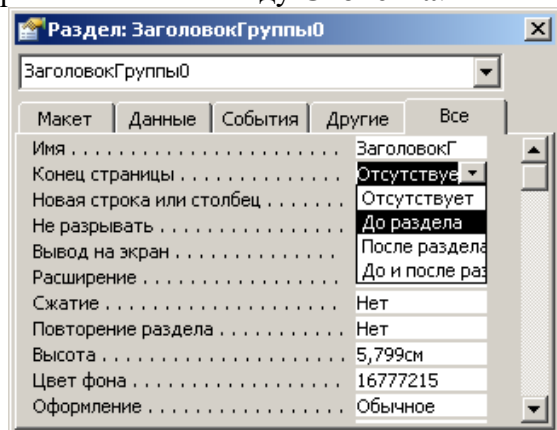 Раздел: ЗаголовокГруппы0
ЗаголовокГруппы0
Макет Данные События Другие Все
Имя . . . . . . . . . . . . . . . . . . . . . . . ЗаголовокГ
Конец страницы . . . . . . . . . . . . . Отсутствуе
Новая строка или столбец . . . . . . . Отсутствует
Не разрывать . . . . . . . . . . . . . . . До раздела
Вывод на экран . . . . . . . . . . . . . . После раздела
Расширение . . . . . . . . . . . . . . . . До и после раз
Сжатие . . . . . . . . . . . . . . . . . . . . Нет
Повторение раздела . . . . . . . . . . Нет
Высота . . . . . . . . . . . . . . . . . . . . 5,799см
Цвет фона . . . . . . . . . . . . . . . . . 16777215
Оформление . . . . . . . . . . . . . . . . Обычное